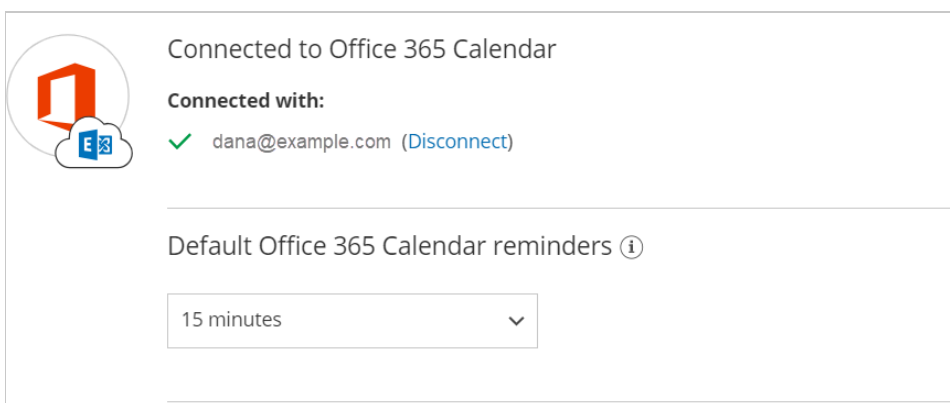 Connected to Office 365 Calendar
Connected with:
dana@example.com (Disconnect)
E
Default Office 365 Calendar reminders i
15 minutes